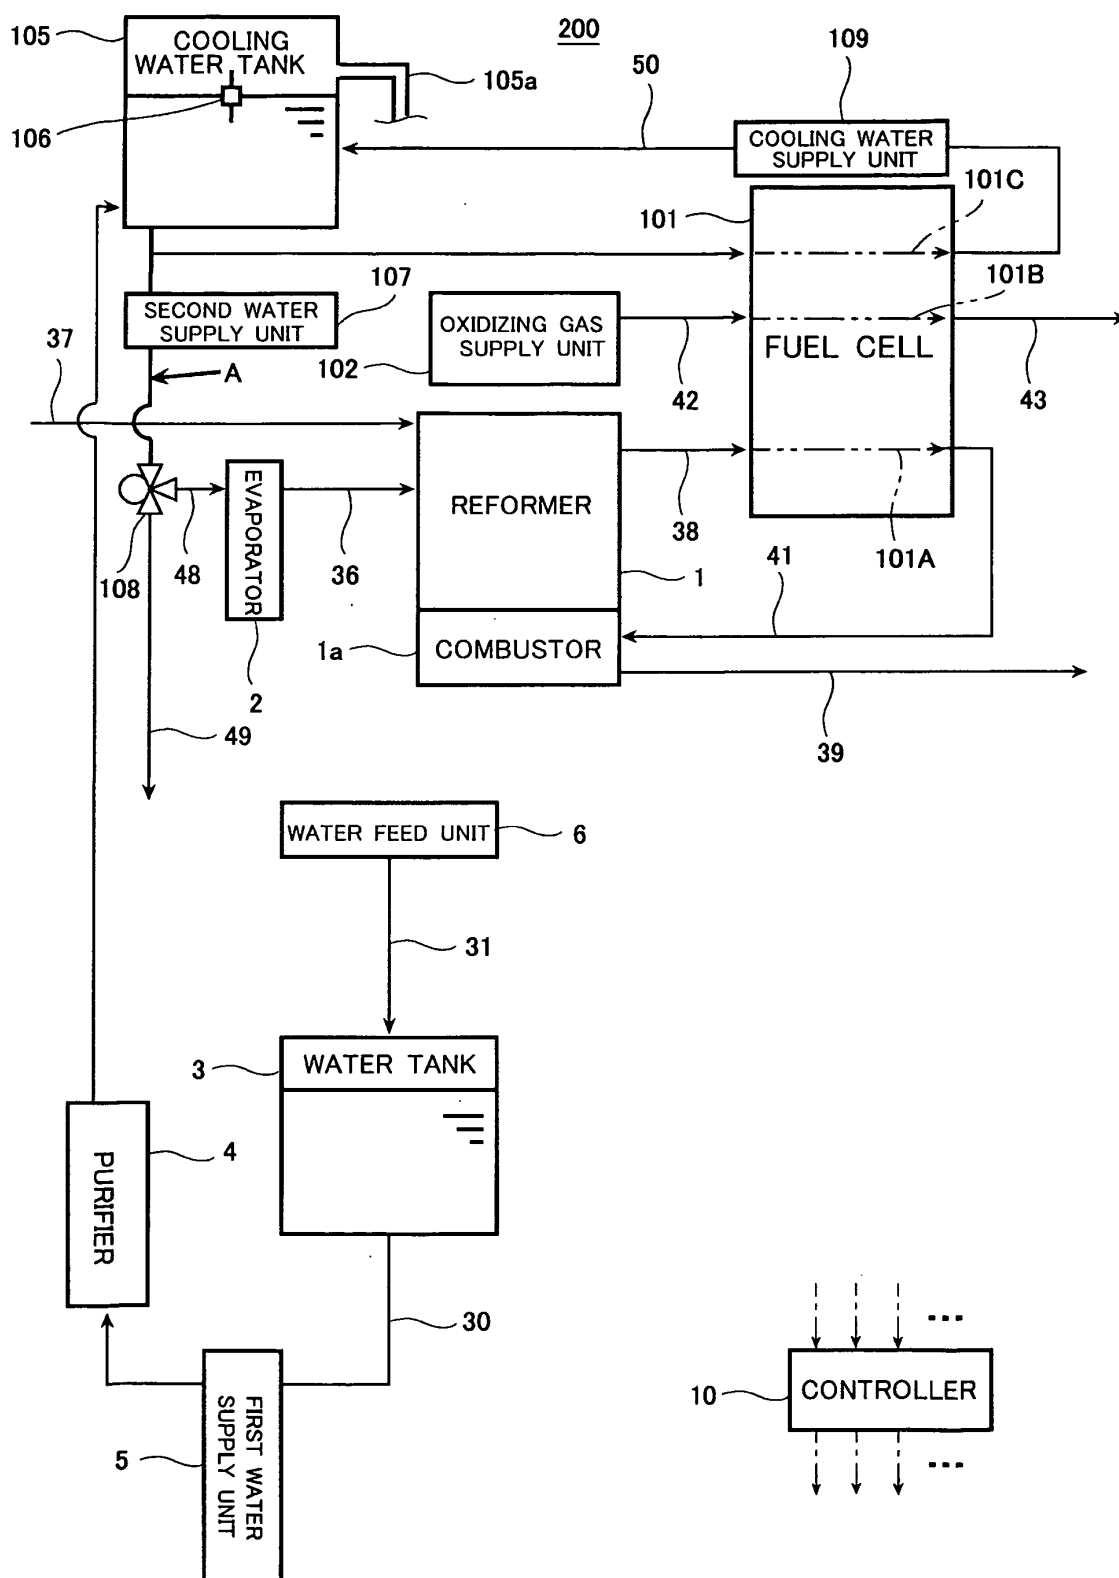 200
105
COOLING
WATER TANK
105a
106
50
109
COOLING WATER
SUPPLY UNIT
101
101C
101B
101A
FUEL CELL
107
SECOND WATER
SUPPLY UNIT
OXIDIZING GAS
SUPPLY UNIT
102
42
43
37
A
EVAPORATOR
REFORMER
38
108
48
36
1
41
1a
COMBUSTOR
2
49
39
WATER FEED UNIT
6
31
3
WATER TANK
4
PURIFIER
30
5
FIRST WATER
SUPPLY UNIT
10
CONTROLLER